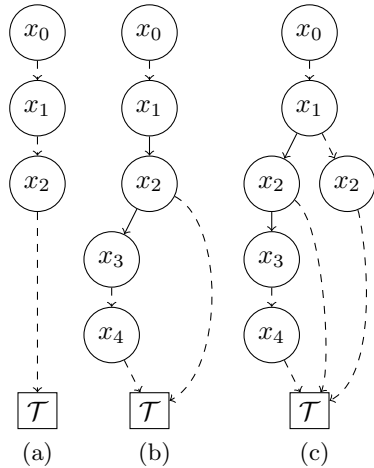 x₀ x₀ x₀
x₁ x₁ x₁
x₂ x₂ x₂ x₂
x₃ x₃
x₄ x₄
𝒯 𝒯 𝒯
(a) (b) (c)